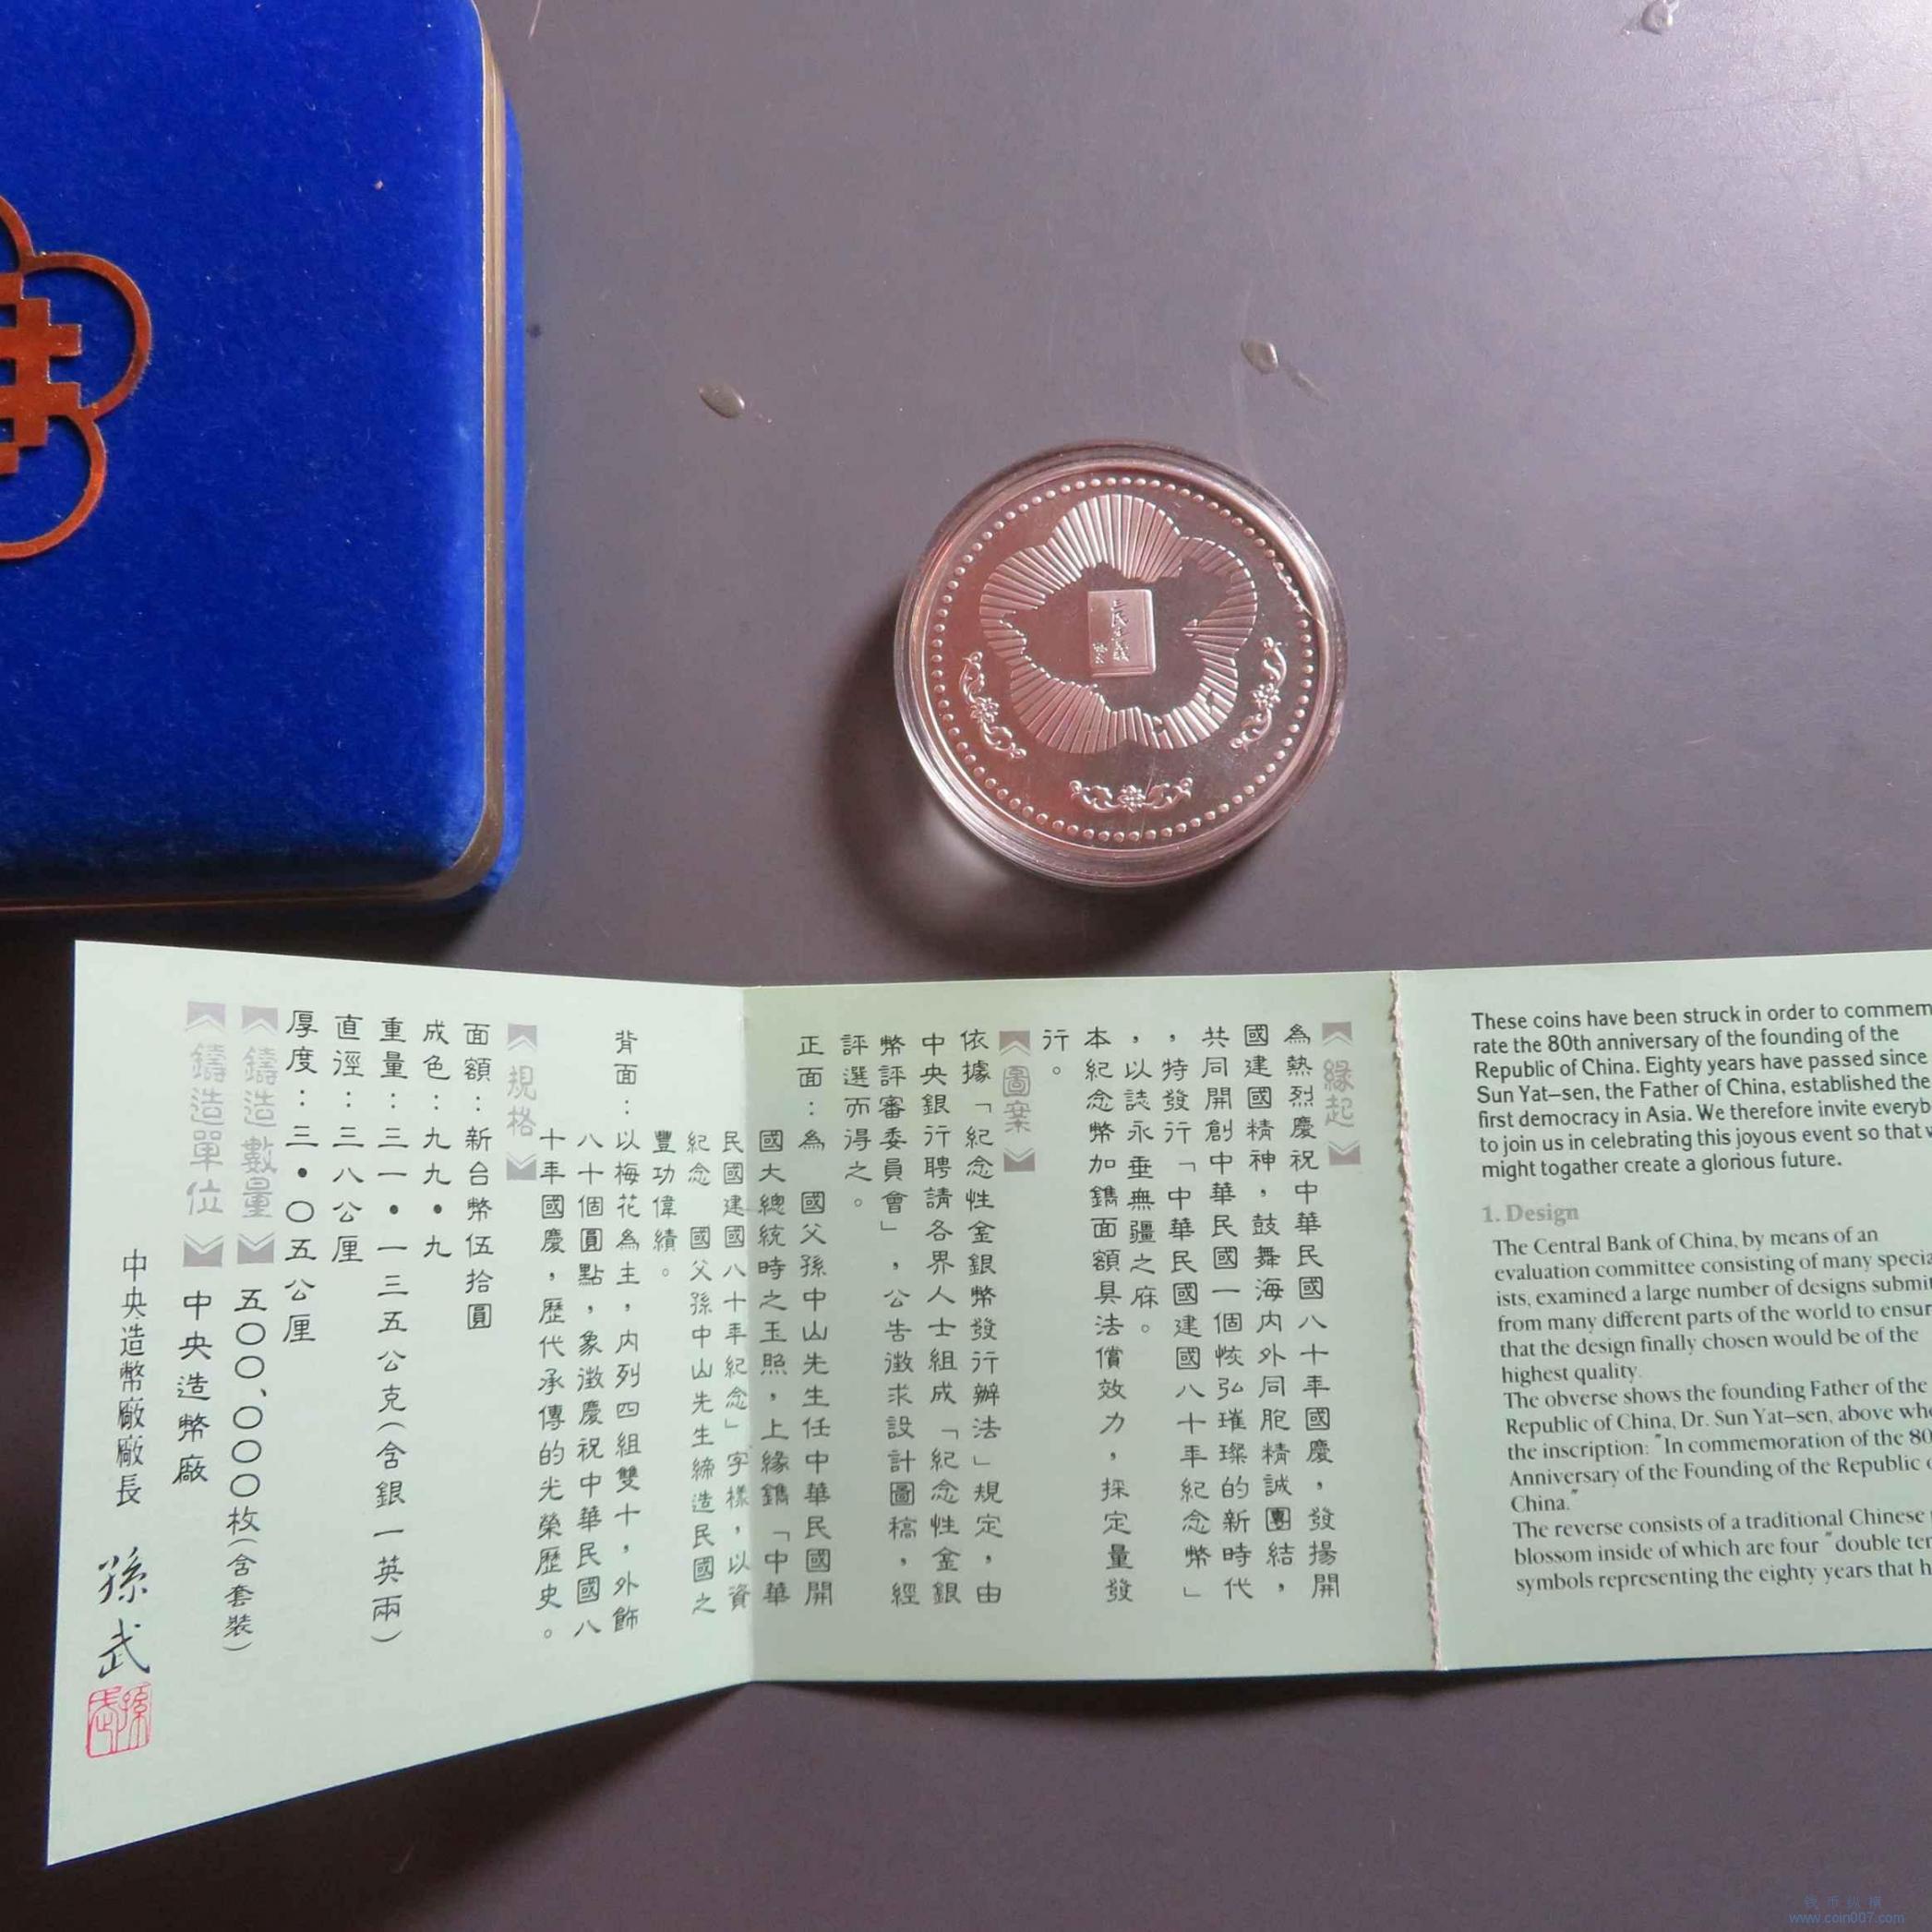 三民主義
孫文
緣起
為熱烈慶祝中華民國八十年國慶，發揚開
國建國精神，鼓舞海內外同胞精誠團結，
共同開創中華民國一個恢弘璀璨的新時代
，特發行「中華民國建國八十年紀念幣」
，以誌永垂無疆之庥。
本紀念幣加鐫面額具法償效力，採定量發
行。
圖案
依據「紀念性金銀幣發行辦法」規定，由
中央銀行聘請各界人士組成「紀念性金銀
幣評審委員會」，公告徵求設計圖稿，經
評選而得之。
正面：為　國父孫中山先生任中華民國開
國大總統時之玉照，上緣鐫「中華
民國建國八十年紀念」字樣，以資
紀念　國父孫中山先生締造民國之
豐功偉績。
背面：以梅花為主，內列四組雙十，外飾
八十個圓點，象徵慶祝中華民國八
十年國慶，歷代承傳的光榮歷史。
規格
面額：新台幣伍拾圓
成色：九九•九
重量：三一•一三五公克(含銀一英兩)
直徑：三八公厘
厚度：三•〇五公厘
鑄造數量 五〇〇、〇〇〇枚(含套裝)
鑄造單位 中央造幣廠
中央造幣廠廠長 孫武
孫武
These coins have been struck in order to commem
rate the 80th anniversary of the founding of the
Republic of China. Eighty years have passed since
Sun Yat-sen, the Father of China, established the
first democracy in Asia. We therefore invite everyb
to join us in celebrating this joyous event so that w
might togather create a glorious future.
1. Design
The Central Bank of China, by means of an
evaluation committee consisting of many specia
ists, examined a large number of designs submi
from many different parts of the world to ensur
that the design finally chosen would be of the
highest quality.
The obverse shows the founding Father of the
Republic of China, Dr. Sun Yat-sen, above wh
the inscription: "In commemoration of the 80
Anniversary of the Founding of the Republic o
China."
The reverse consists of a traditional Chinese
blossom inside of which are four "double ter
symbols representing the eighty years that h
钱币纵横
www.coin007.com